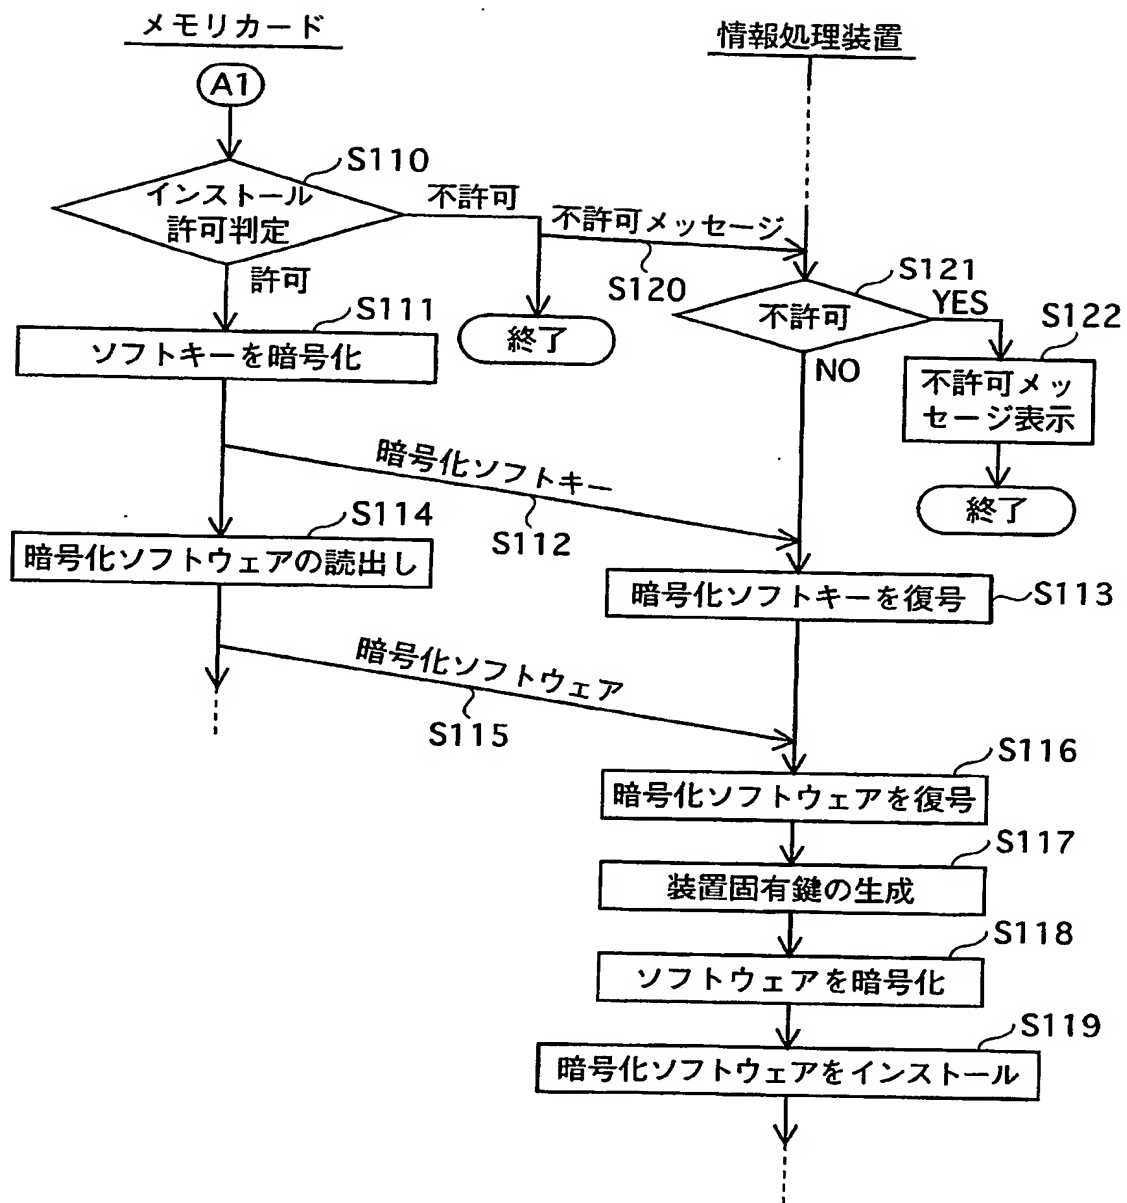 メモリカード
情報処理装置
A1
S110
インストール
許可判定
不許可
不許可メッセージ
S120
許可
S121
不許可
YES
NO
S122
不許可メッ
セージ表示
終了
S111
ソフトキーを暗号化
終了
暗号化ソフトキー
S112
S114
暗号化ソフトウェアの読出し
暗号化ソフトキーを復号
S113
暗号化ソフトウェア
S115
S116
暗号化ソフトウェアを復号
S117
装置固有鍵の生成
S118
ソフトウェアを暗号化
S119
暗号化ソフトウェアをインストール